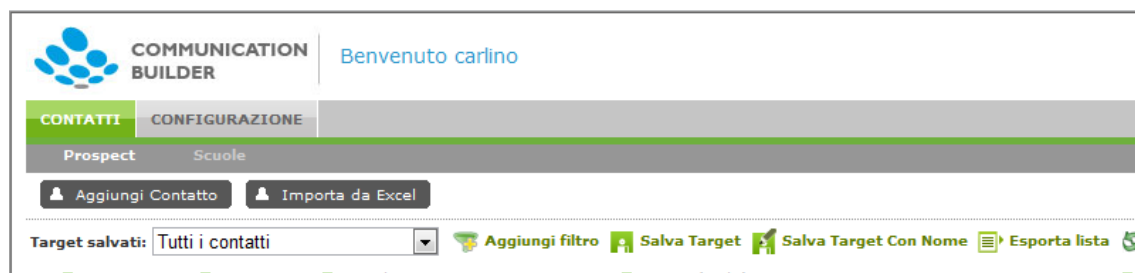 COMMUNICATION
BUILDER
Benvenuto carlino
CONTATTI CONFIGURAZIONE
Prospect Scuole
Aggiungi Contatto Importa da Excel
Target salvati: Tutti i contatti Aggiungi filtro Salva Target Salva Target Con Nome Esporta lista